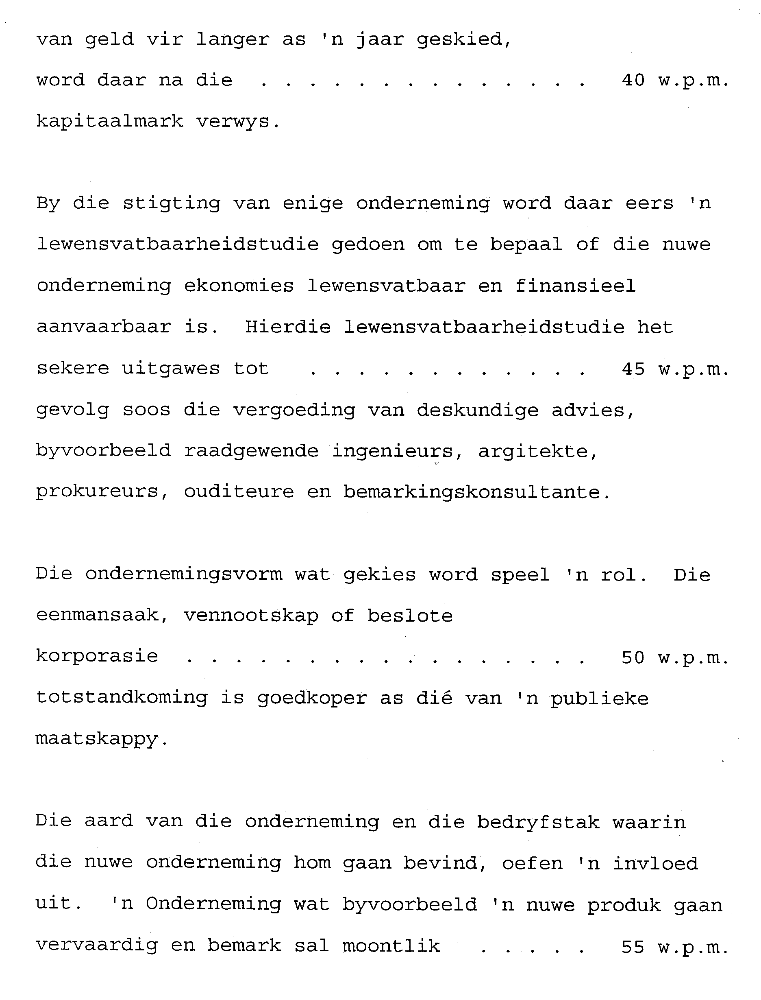 van geld vir langer as 'n jaar geskied,
word daar na die . . . . . . . . . . . . . . 40 w.p.m.
kapitaalmark verwys.
By die stigting van enige onderneming word daar eers 'n
lewensvatbaarheidstudie gedoen om te bepaal of die nuwe
onderneming ekonomies lewensvatbaar en finansieel
aanvaarbaar is. Hierdie lewensvatbaarheidstudie het
sekere uitgawes tot . . . . . . . . . . . . 45 w.p.m.
gevolg soos die vergoeding van deskundige advies,
byvoorbeeld raadgewende ingenieurs, argitekte,
prokureurs, ouditeure en bemarkingskonsultante.
Die ondernemingsvorm wat gekies word speel 'n rol. Die
eenmansaak, vennootskap of beslote
korporasie . . . . . . . . . . . . . . . . . 50 w.p.m.
totstandkoming is goedkoper as dié van 'n publieke
maatskappy.
Die aard van die onderneming en die bedryfstak waarin
die nuwe onderneming hom gaan bevind, oefen 'n invloed
uit. 'n Onderneming wat byvoorbeeld 'n nuwe produk gaan
vervaardig en bemark sal moontlik . . . . . 55 w.p.m.